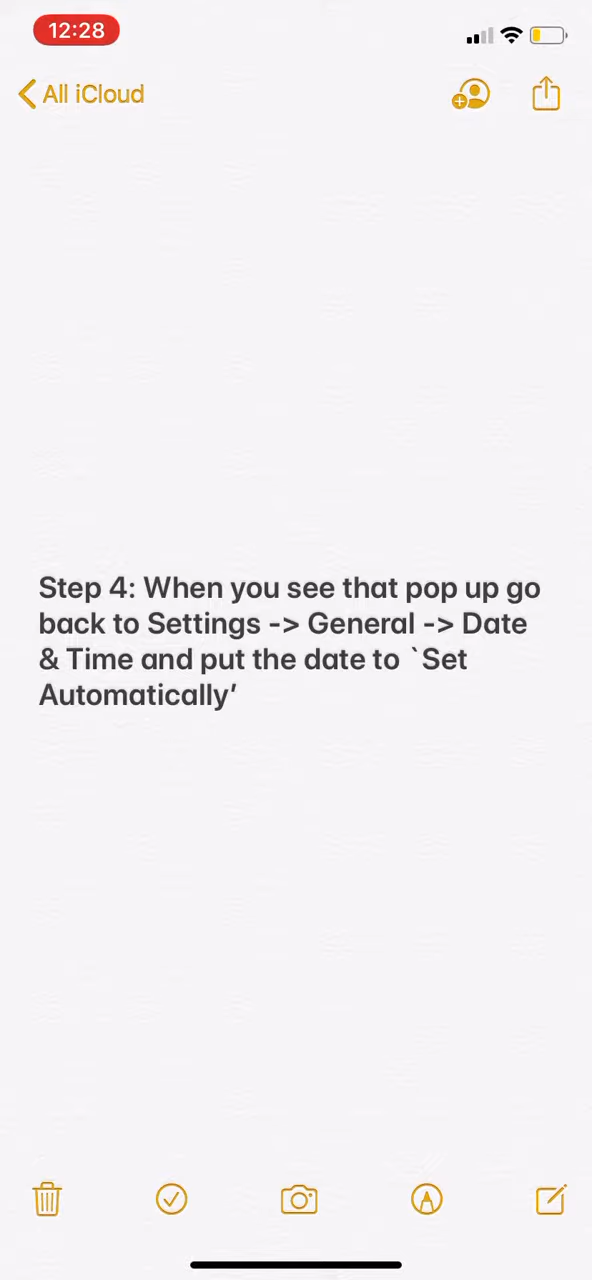 12:28
All iCloud
Step 4: When you see that pop up go
back to Settings -> General -> Date
& Time and put the date to `Set
Automatically’